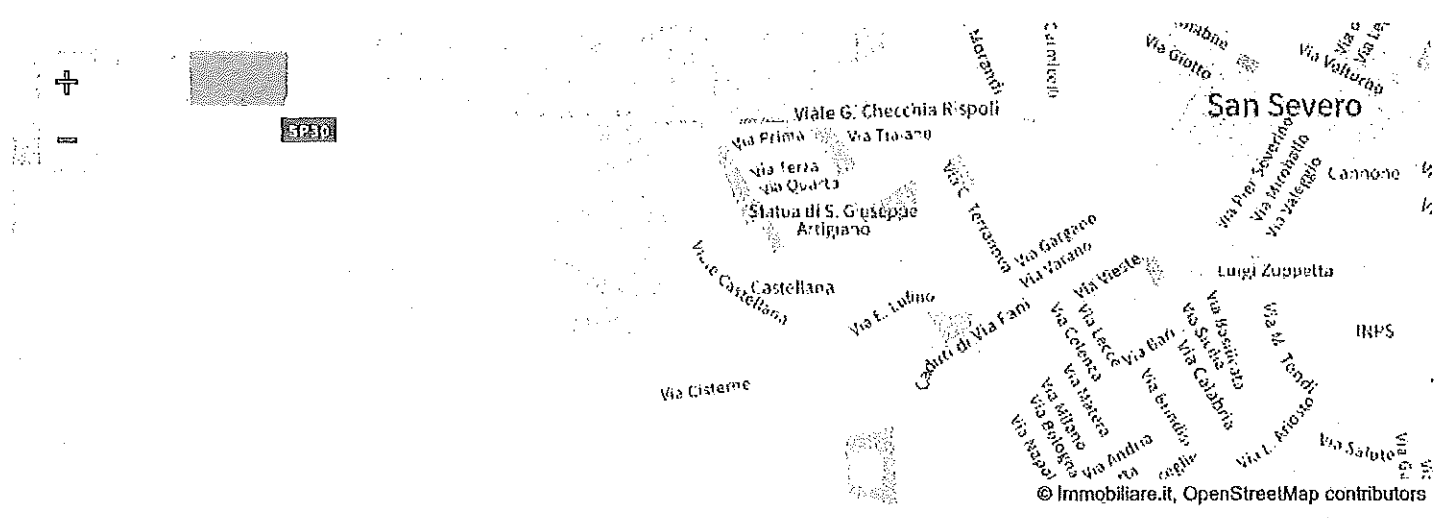 Via Giotto
Via Volturno
Morandi
Carmicelli
San Severo
Viale G. Checchia Rispoli
SP30
Via Prima
Via Traiano
Via Terza
Via Quarta
Via Pier Severino
Via Mirabello
Via Valeggio
Cannone
Statua di S. Giuseppe
Artigiano
Via C. Terranova
Via Gargano
Via Varano
Via Vieste
Luigi Zuppetta
Viale Castellana
Castellana
Via E. Lufino
Caduti di Via Fani
Via Colenza
Via Lecce
Via Bari
Via Sicilia
Via Basilicata
Via Calabria
Via M. Tondi
INPS
Via Cisterne
Via Matera
Via Milano
Via Bologna
Via Napoli
Via Brindisi
Via Andria
Via L. Ariosto
Via Salute
© Immobiliare.it, OpenStreetMap contributors